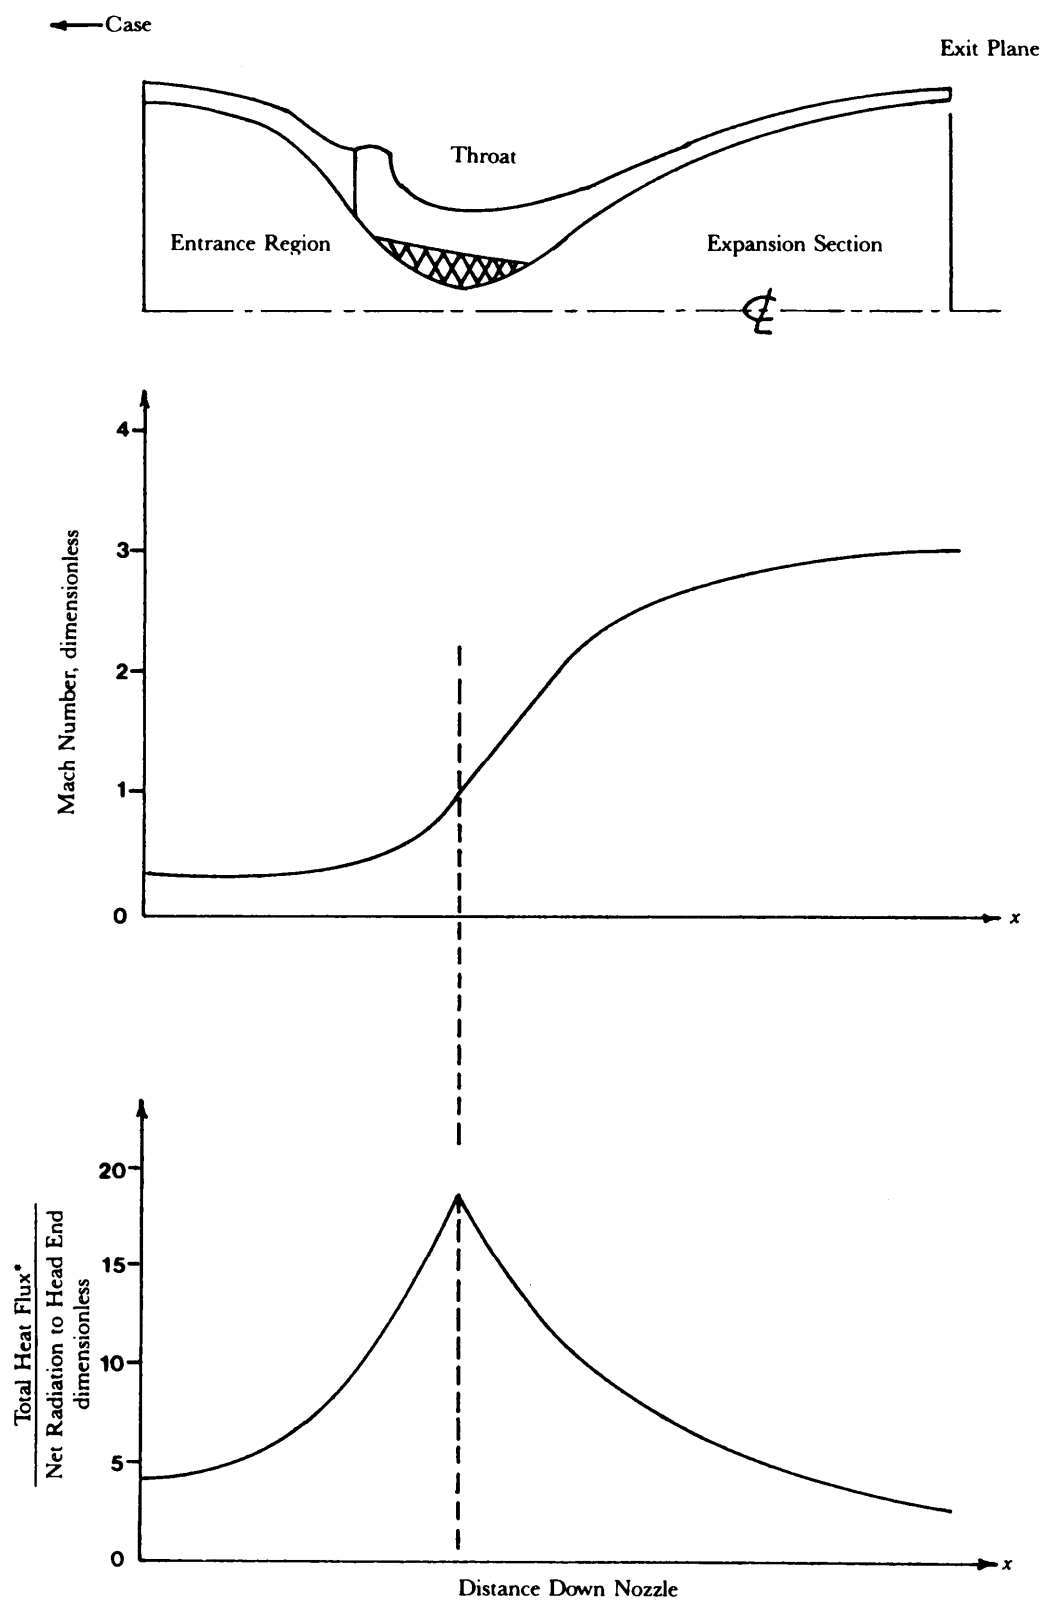 Case
Exit Plane
Throat
Entrance Region
Expansion Section
℄
4
3
2
1
0
Mach Number, dimensionless
x
20
15
10
5
0
Total Heat Flux*
Net Radiation to Head End
dimensionless
x
Distance Down Nozzle